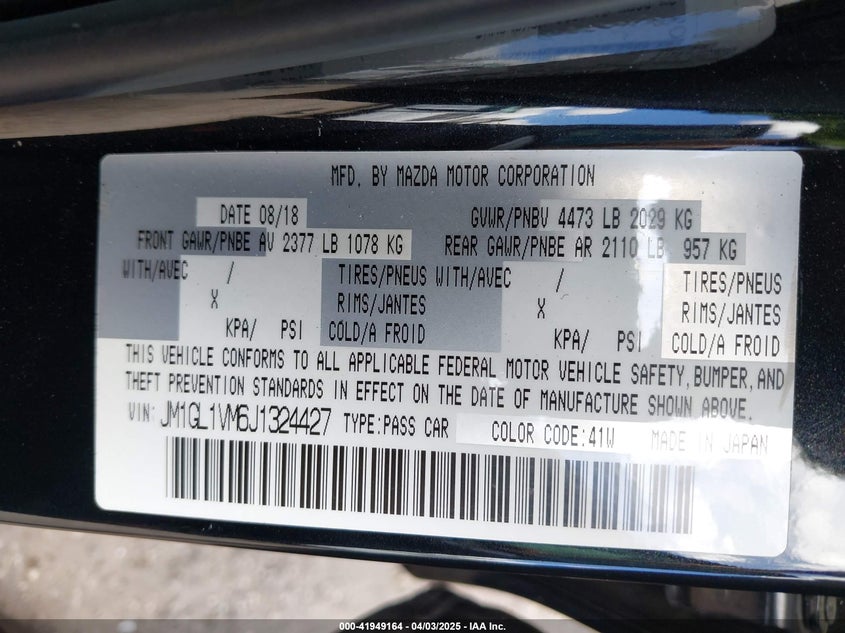 MFD. BY MAZDA MOTOR CORPORATION
DATE 08/18 GVWR/PNBV 4473 LB 2029 KG
FRONT GAWR/PNBE AV 2377 LB 1078 KG REAR GAWR/PNBE AR 2110 LB 957 KG
WITH/AVEC / TIRES/PNEUS WITH/AVEC / TIRES/PNEUS
X RIMS/JANTES X RIMS/JANTES
KPA/ PSI COLD/A FROID KPA/ PSI COLD/A FROID
THIS VEHICLE CONFORMS TO ALL APPLICABLE FEDERAL MOTOR VEHICLE SAFETY, BUMPER, AND
THEFT PREVENTION STANDARDS IN EFFECT ON THE DATE OF MANUFACTURE SHOWN ABOVE.
VIN: JM1GL1VM6J1324427 TYPE: PASS CAR COLOR CODE: 41W MADE IN JAPAN
000-41949164 - 04/03/2025 - IAA Inc.